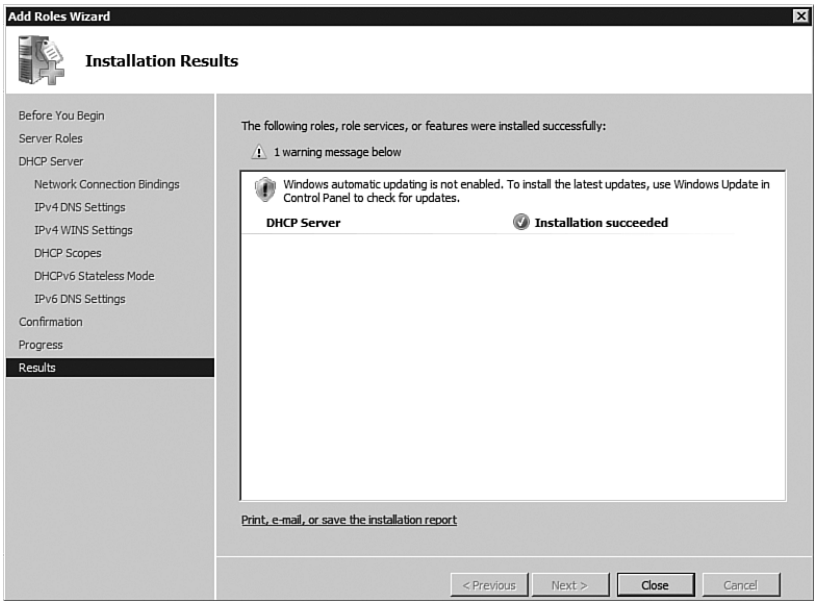 Add Roles Wizard
Installation Results
Before You Begin
Server Roles
DHCP Server
Network Connection Bindings
IPv4 DNS Settings
IPv4 WINS Settings
DHCP Scopes
DHCPv6 Stateless Mode
IPv6 DNS Settings
Confirmation
Progress
Results
The following roles, role services, or features were installed successfully:
1 warning message below
Windows automatic updating is not enabled. To install the latest updates, use Windows Update in
Control Panel to check for updates.
DHCP Server Installation succeeded
Print, e-mail, or save the installation report
< Previous Next > Close Cancel